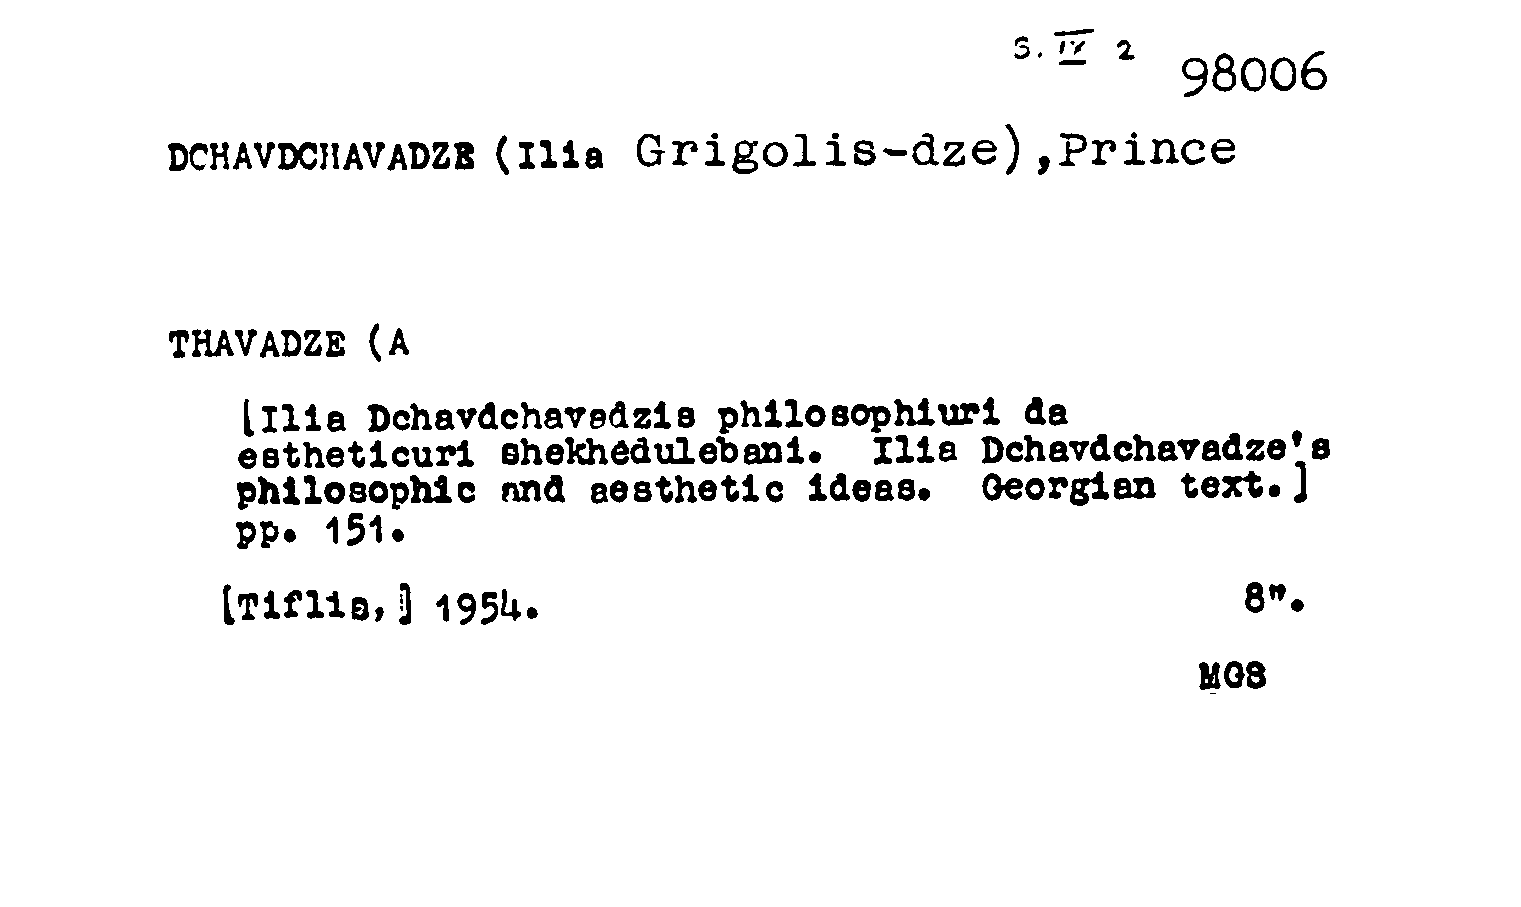 S. IV 2 98006
DCHAVDCHAVADZE (Ilia Grigolis-dze), Prince
THAVADZE (A
[Ilia Dchavdchavadzis philosophiuri da
estheticuri shekhedulebani. Ilia Dchavdchavadze's
philosophic and aesthetic ideas. Georgian text.]
pp. 151.
[Tiflis,] 1954. 8".
MGS